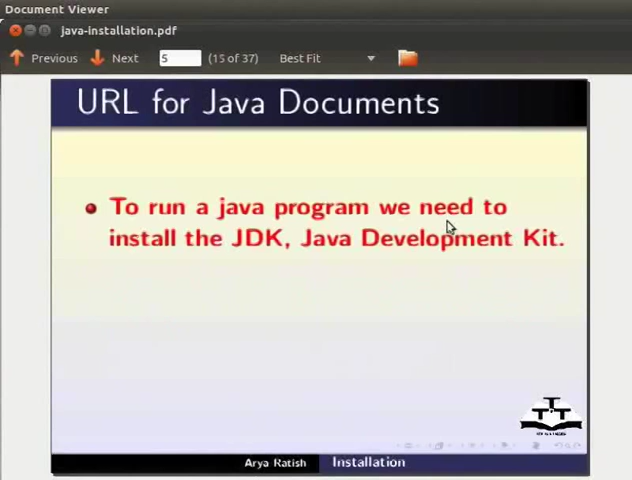 Document Viewer
java-installation.pdf
Previous Next 5 (15 of 37) Best Fit
URL for Java Documents
To run a java program we need to
install the JDK, Java Development Kit.
Arya Ratish Installation